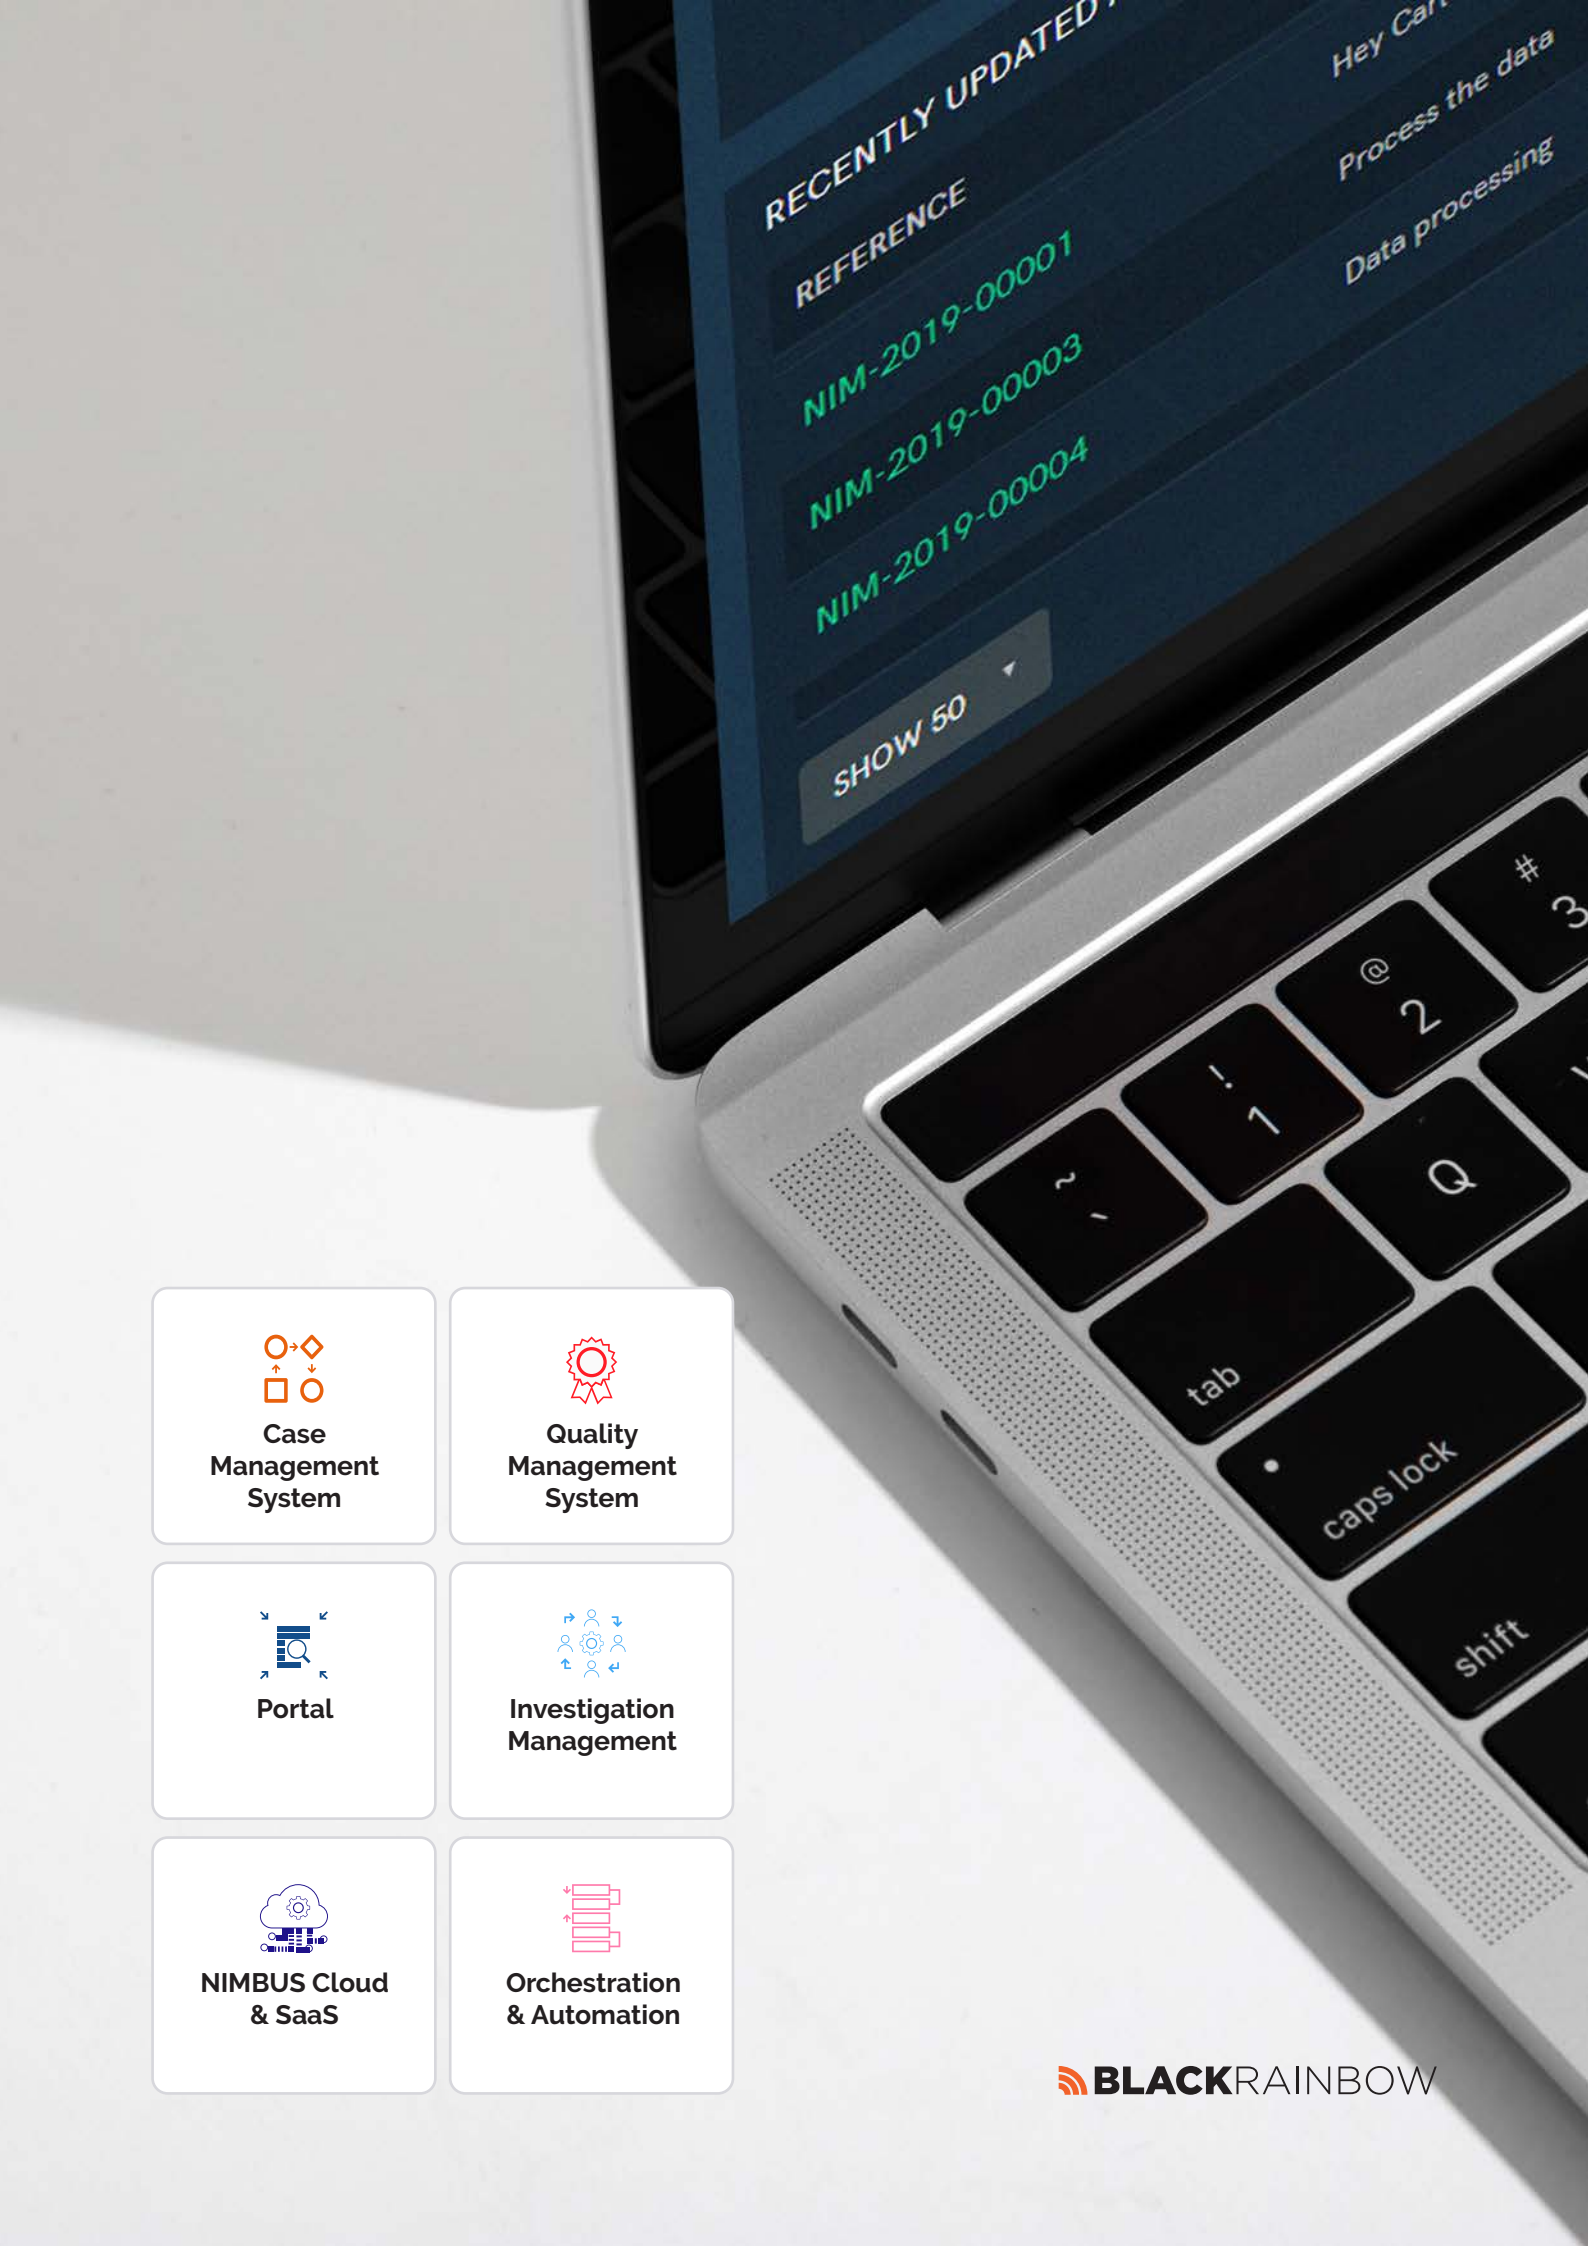 RECENTLY UPDATED
Hey
REFERENCE
Process the data
NIM-2019-00001
Data processing
NIM-2019-00003
NIM-2019-00004
SHOW 50
#
3
@
2
!
1
~
`
Q
tab
caps lock
shift
Case
Management
System
Quality
Management
System
Portal
Investigation
Management
NIMBUS Cloud
& SaaS
Orchestration
& Automation
BLACKRAINBOW